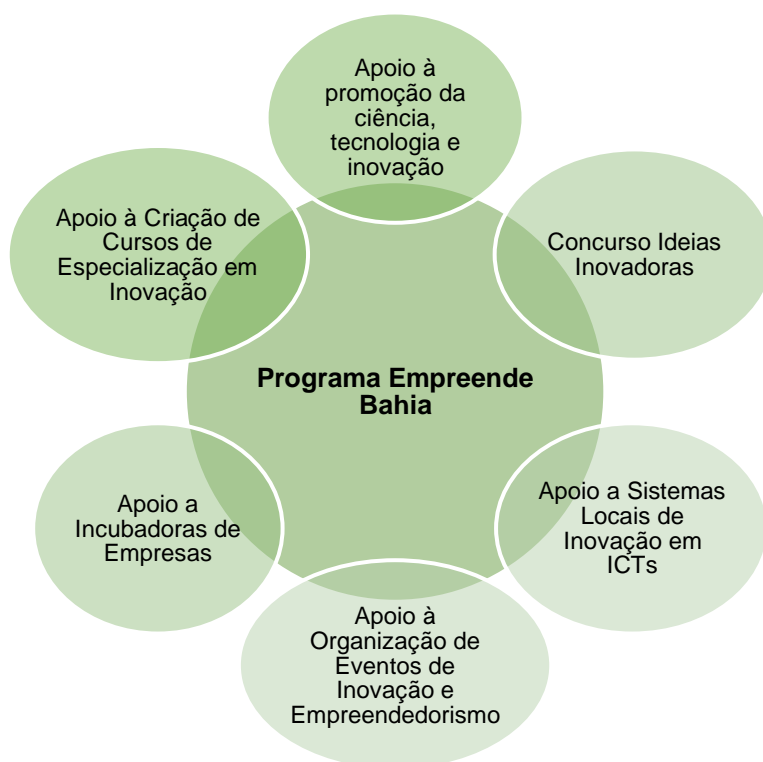 Apoio à
promoção da
ciência,
tecnologia e
inovação
Concurso Ideias
Inovadoras
Apoio a Sistemas
Locais de
Inovação em
ICTs
Apoio à
Organização de
Eventos de
Inovação e
Empreendedorismo
Apoio a
Incubadoras de
Empresas
Apoio à Criação de
Cursos de
Especialização em
Inovação
Programa Empreende
Bahia